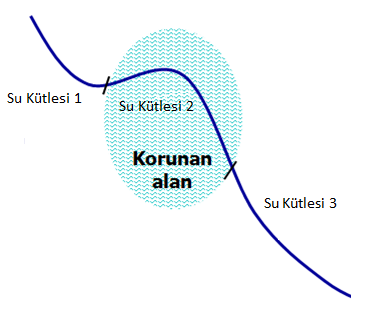 Su Kütlesi 1
Su Kütlesi 2
Korunan
alan
Su Kütlesi 3